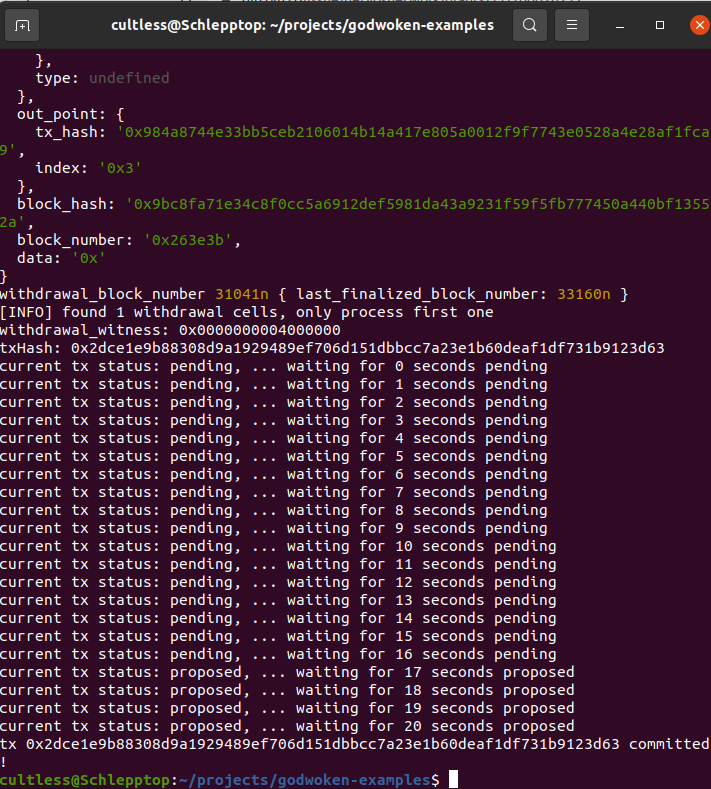 cultless@Schlepptop: ~/projects/godwoken-examples
    },
    type: undefined
  },
  out_point: {
    tx_hash: '0x984a8744e33bb5ceb2106014b14a417e805a0012f9f7743e0528a4e28af1fca
9',
    index: '0x3'
  },
  block_hash: '0x9bc8fa71e34c8f0cc5a6912def5981da43a9231f59f5fb777450a440bf1355
2a',
  block_number: '0x263e3b',
  data: '0x'
}
withdrawal_block_number 31041n { last_finalized_block_number: 33160n }
[INFO] found 1 withdrawal cells, only process first one
withdrawal_witness: 0x0000000004000000
txHash: 0x2dce1e9b88308d9a1929489ef706d151dbbcc7a23e1b60deaf1df731b9123d63
current tx status: pending, ... waiting for 0 seconds pending
current tx status: pending, ... waiting for 1 seconds pending
current tx status: pending, ... waiting for 2 seconds pending
current tx status: pending, ... waiting for 3 seconds pending
current tx status: pending, ... waiting for 4 seconds pending
current tx status: pending, ... waiting for 5 seconds pending
current tx status: pending, ... waiting for 6 seconds pending
current tx status: pending, ... waiting for 7 seconds pending
current tx status: pending, ... waiting for 8 seconds pending
current tx status: pending, ... waiting for 9 seconds pending
current tx status: pending, ... waiting for 10 seconds pending
current tx status: pending, ... waiting for 11 seconds pending
current tx status: pending, ... waiting for 12 seconds pending
current tx status: pending, ... waiting for 13 seconds pending
current tx status: pending, ... waiting for 14 seconds pending
current tx status: pending, ... waiting for 15 seconds pending
current tx status: pending, ... waiting for 16 seconds pending
current tx status: proposed, ... waiting for 17 seconds proposed
current tx status: proposed, ... waiting for 18 seconds proposed
current tx status: proposed, ... waiting for 19 seconds proposed
current tx status: proposed, ... waiting for 20 seconds proposed
tx 0x2dce1e9b88308d9a1929489ef706d151dbbcc7a23e1b60deaf1df731b9123d63 committed
!
cultless@Schlepptop:~/projects/godwoken-examples$